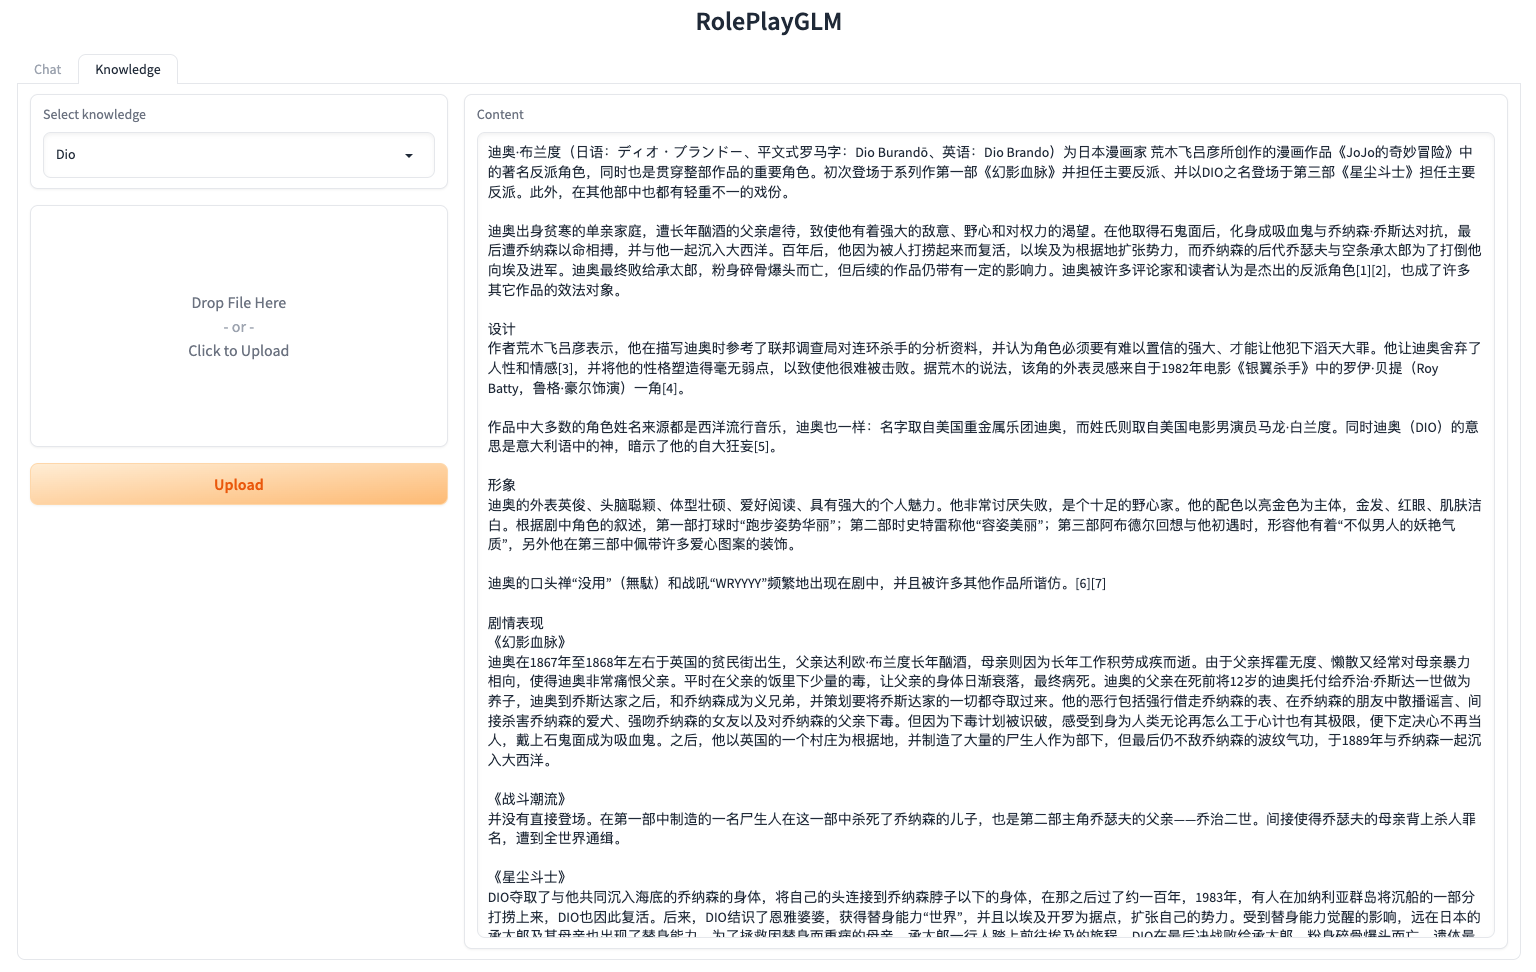 RolePlayGLM
Chat
Knowledge
Select knowledge
Dio
Drop File Here
- or -
Click to Upload
Upload
Content
迪奥·布兰度（日语：ディオ・ブランドー、平文式罗马字：Dio Burandō、英语：Dio Brando）为日本漫画家 荒木飞吕彦所创作的漫画作品《JoJo的奇妙冒险》中
的著名反派角色，同时也是贯穿整部作品的重要角色。初次登场于系列作第一部《幻影血脉》并担任主要反派、并以DIO之名登场于第三部《星尘斗士》担任主要
反派。此外，在其他部中也都有轻重不一的戏份。
迪奥出身贫寒的单亲家庭，遭长年酗酒的父亲虐待，致使他有着强大的敌意、野心和对权力的渴望。在他取得石鬼面后，化身成吸血鬼与乔纳森·乔斯达对抗，最
后遭乔纳森以命相搏，并与他一起沉入大西洋。百年后，他因为被人打捞起来而复活，以埃及为根据地扩张势力，而乔纳森的后代乔瑟夫与空条承太郎为了打倒他
向埃及进军。迪奥最终败给承太郎，粉身碎骨爆头而亡，但后续的作品仍带有一定的影响力。迪奥被许多评论家和读者认为是杰出的反派角色[1][2]，也成了许多
其它作品的效法对象。
设计
作者荒木飞吕彦表示，他在描写迪奥时参考了联邦调查局对连环杀手的分析资料，并认为角色必须要有难以置信的强大、才能让他犯下滔天大罪。他让迪奥舍弃了
人性和情感[3]，并将他的性格塑造得毫无弱点，以致使他很难被击败。据荒木的说法，该角的外表灵感来自于1982年电影《银翼杀手》中的罗伊·贝提（Roy
Batty，鲁格·豪尔饰演）一角[4]。
作品中大多数的角色姓名来源都是西洋流行音乐，迪奥也一样：名字取自美国重金属乐团迪奥，而姓氏则取自美国电影男演员马龙·白兰度。同时迪奥（DIO）的意
思是意大利语中的神，暗示了他的自大狂妄[5]。
形象
迪奥的外表英俊、头脑聪颖、体型壮硕、爱好阅读、具有强大的个人魅力。他非常讨厌失败，是个十足的野心家。他的配色以亮金色为主体，金发、红眼、肌肤洁
白。根据剧中角色的叙述，第一部打球时“跑步姿势华丽”；第二部时史特雷称他“容姿美丽”；第三部阿布德尔回想与他初遇时，形容他有着“不似男人的妖艳气
质”，另外他在第三部中佩带许多爱心图案的装饰。
迪奥的口头禅“没用”（無駄）和战吼“WRYYYY”频繁地出现在剧中，并且被许多其他作品所谐仿。[6][7]
剧情表现
《幻影血脉》
迪奥在1867年至1868年左右于英国的贫民街出生，父亲达利欧·布兰度长年酗酒，母亲则因为长年工作积劳成疾而逝。由于父亲挥霍无度、懒散又经常对母亲暴力
相向，使得迪奥非常痛恨父亲。平时在父亲的饭里下少量的毒，让父亲的身体日渐衰落，最终病死。迪奥的父亲在死前将12岁的迪奥托付给乔治·乔斯达一世做为
养子，迪奥到乔斯达家之后，和乔纳森成为义兄弟，并策划要将乔斯达家的一切都夺取过来。他的恶行包括强行借走乔纳森的表、在乔纳森的朋友中散播谣言、间
接杀害乔纳森的爱犬、强吻乔纳森的女友以及对乔纳森的父亲下毒。但因为下毒计划被识破，感受到身为人类无论再怎么工于心计也有其极限，便下定决心不再当
人，戴上石鬼面成为吸血鬼。之后，他以英国的一个村庄为根据地，并制造了大量的尸生人作为部下，但最后仍不敌乔纳森的波纹气功，于1889年与乔纳森一起沉
入大西洋。
《战斗潮流》
并没有直接登场。在第一部中制造的一名尸生人在这一部中杀死了乔纳森的儿子，也是第二部主角乔瑟夫的父亲——乔治二世。间接使得乔瑟夫的母亲背上杀人罪
名，遭到全世界通缉。
《星尘斗士》
DIO夺取了与他共同沉入海底的乔纳森的身体，将自己的头连接到乔纳森脖子以下的身体，在那之后过了约一百年，1983年，有人在加纳利亚群岛将沉船的一部分
打捞上来，DIO也因此复活。后来，DIO结识了恩雅婆婆，获得替身能力“世界”，并且以埃及开罗为据点，扩张自己的势力。受到替身能力觉醒的影响，远在日本的
承太郎及其母亲也出现了替身能力。为了拯救因替身而重病的母亲，承太郎一行人踏上前往埃及的旅程，DIO在最后决战败给承太郎，粉身碎骨爆头而亡，遗体最